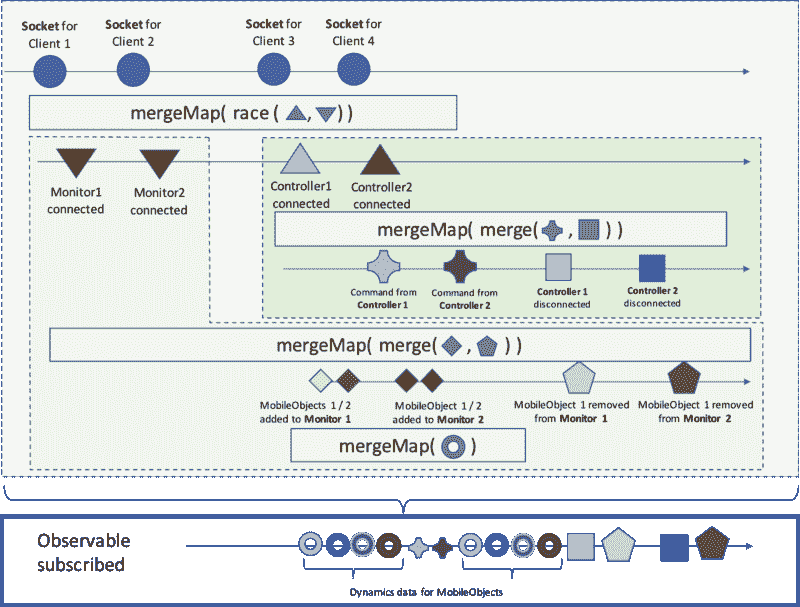 Socket for
Client 1
Socket for
Client 2
Socket for
Client 3
Socket for
Client 4
mergeMap( race ( , ) )
Monitor1
connected
Monitor2
connected
Controller1
connected
Controller2
connected
mergeMap( merge( , ) )
Command from
Controller 1
Command from
Controller 2
Controller 1
disconnected
Controller 2
disconnected
mergeMap( merge( , ) )
MobileObjects 1 / 2
added to Monitor 1
MobileObject 1 / 2
added to Monitor 2
MobileObject 1 removed
from Monitor 1
MobileObject 1 removed
from Monitor 2
mergeMap( )
Observable
subscribed
Dynamics data for MobileObjects